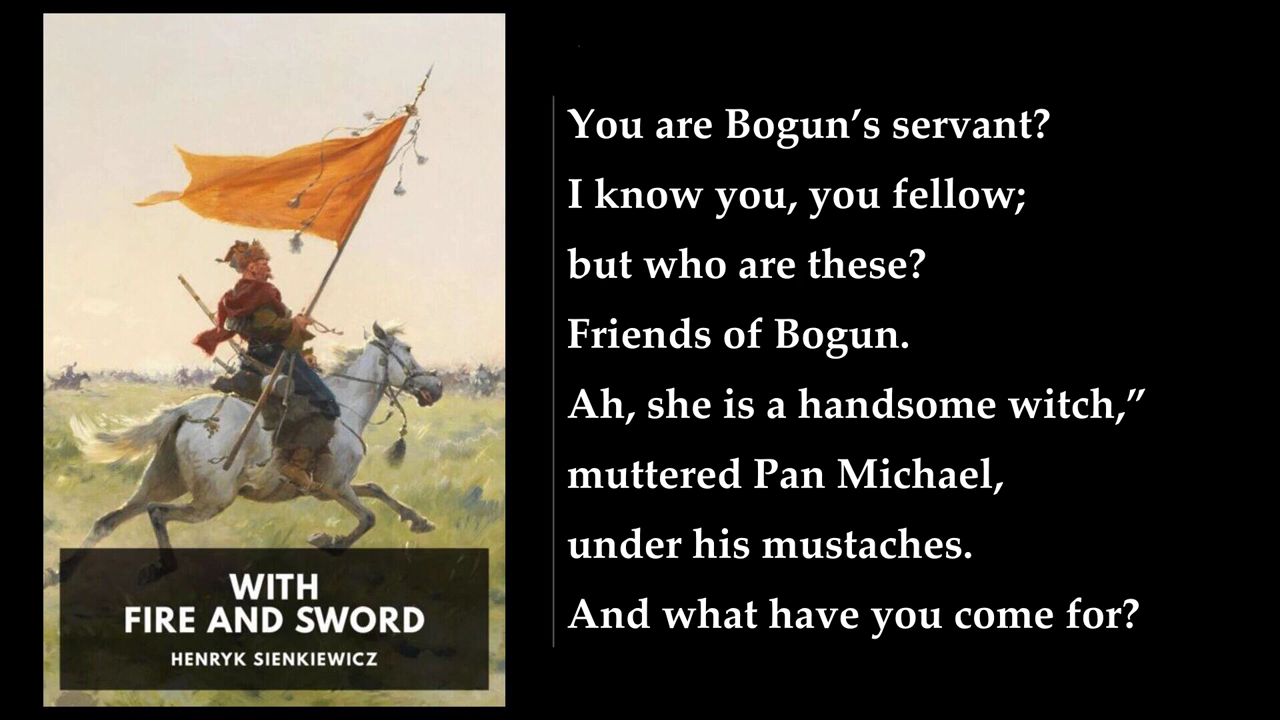 WITH
FIRE AND SWORD
HENRYK SIENKIEWICZ
You are Bogun’s servant?
I know you, you fellow;
but who are these?
Friends of Bogun.
Ah, she is a handsome witch,”
muttered Pan Michael,
under his mustaches.
And what have you come for?